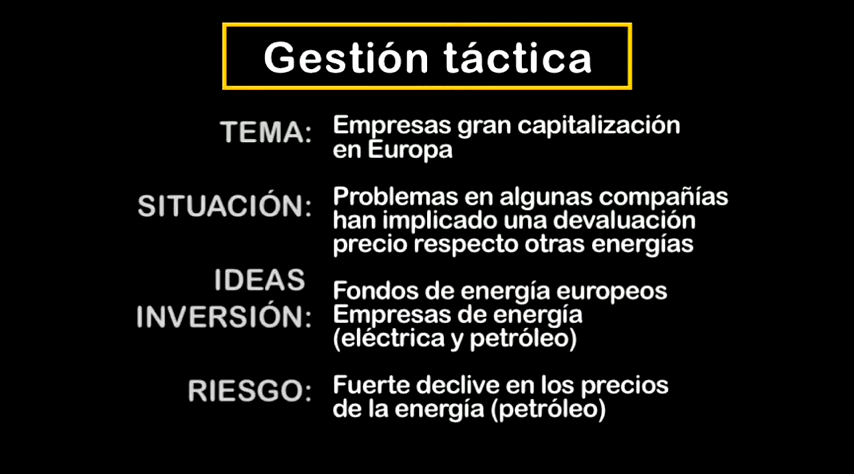 Gestión táctica
TEMA: Empresas gran capitalización
en Europa
SITUACIÓN: Problemas en algunas compañías
han implicado una devaluación
precio respecto otras energías
IDEAS
INVERSIÓN: Fondos de energía europeos
Empresas de energía
(eléctrica y petróleo)
RIESGO: Fuerte declive en los precios
de la energía (petróleo)